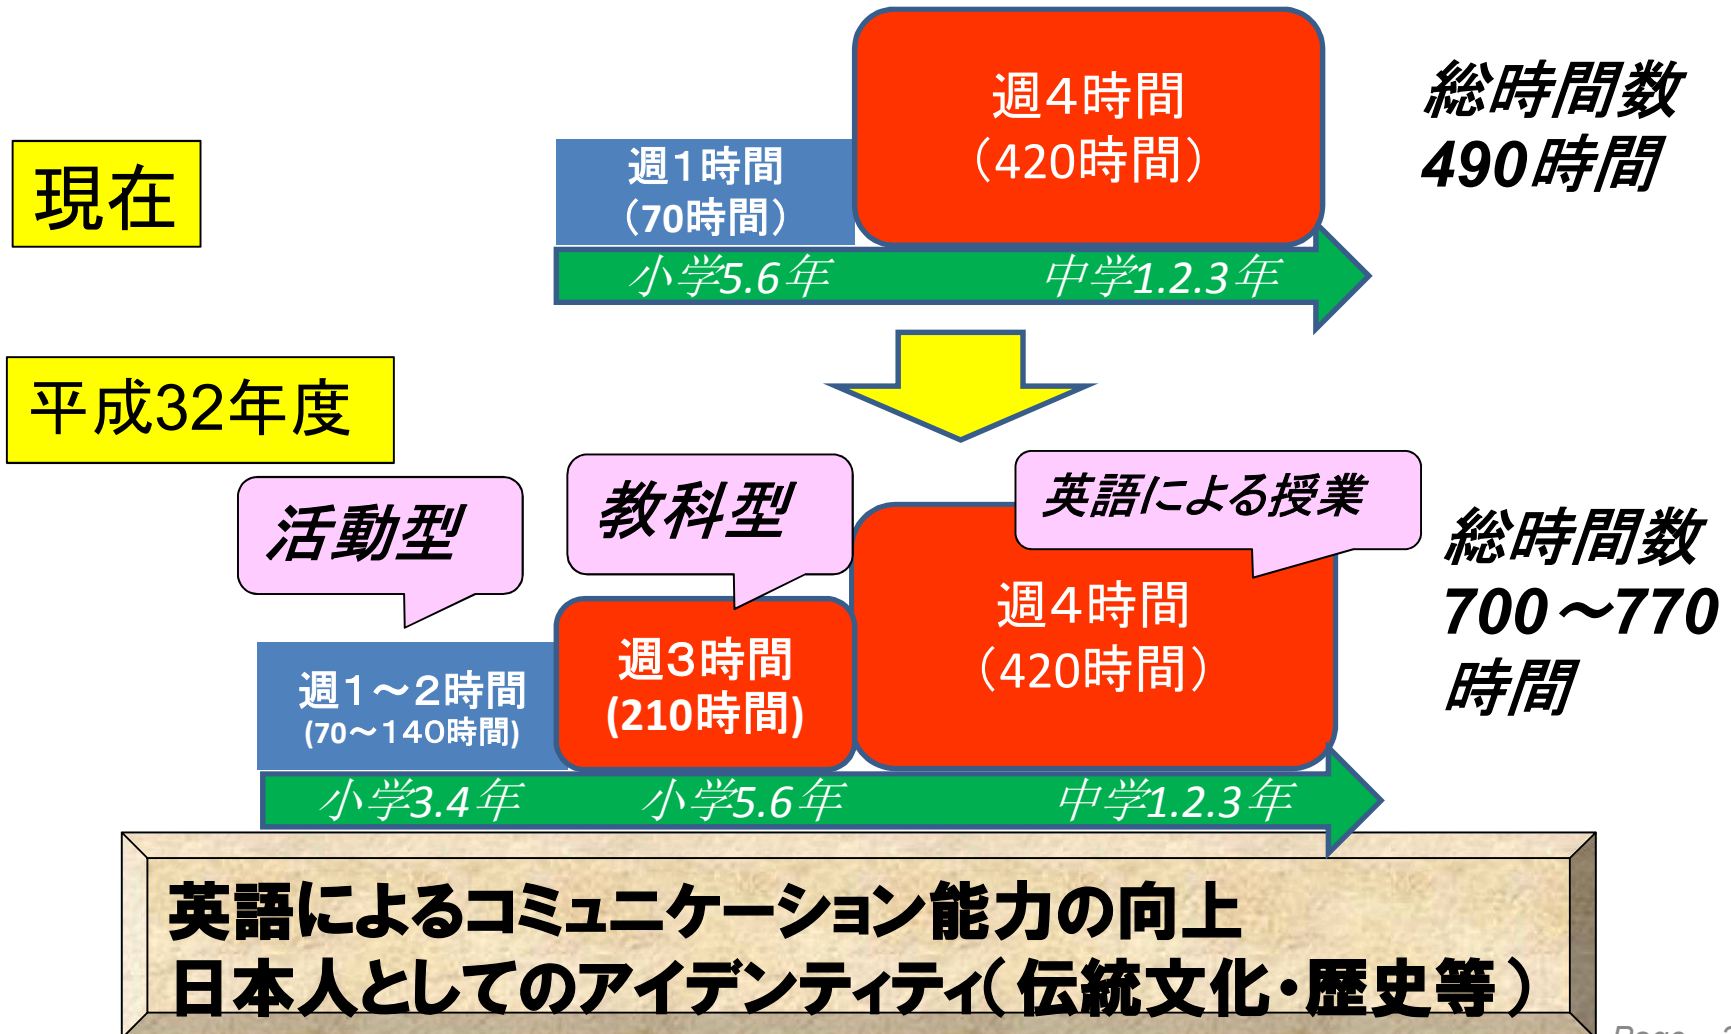 現在
週１時間
（70時間）
週４時間
（420時間）
総時間数
490時間
小学5.6年
中学1.2.3年
平成32年度
活動型
教科型
英語による授業
週１～２時間
(70～１４０時間)
週３時間
(210時間)
週４時間
（420時間）
総時間数
700～770
時間
小学3.4年
小学5.6年
中学1.2.3年
英語によるコミュニケーション能力の向上
日本人としてのアイデンティティ（伝統文化・歴史等）